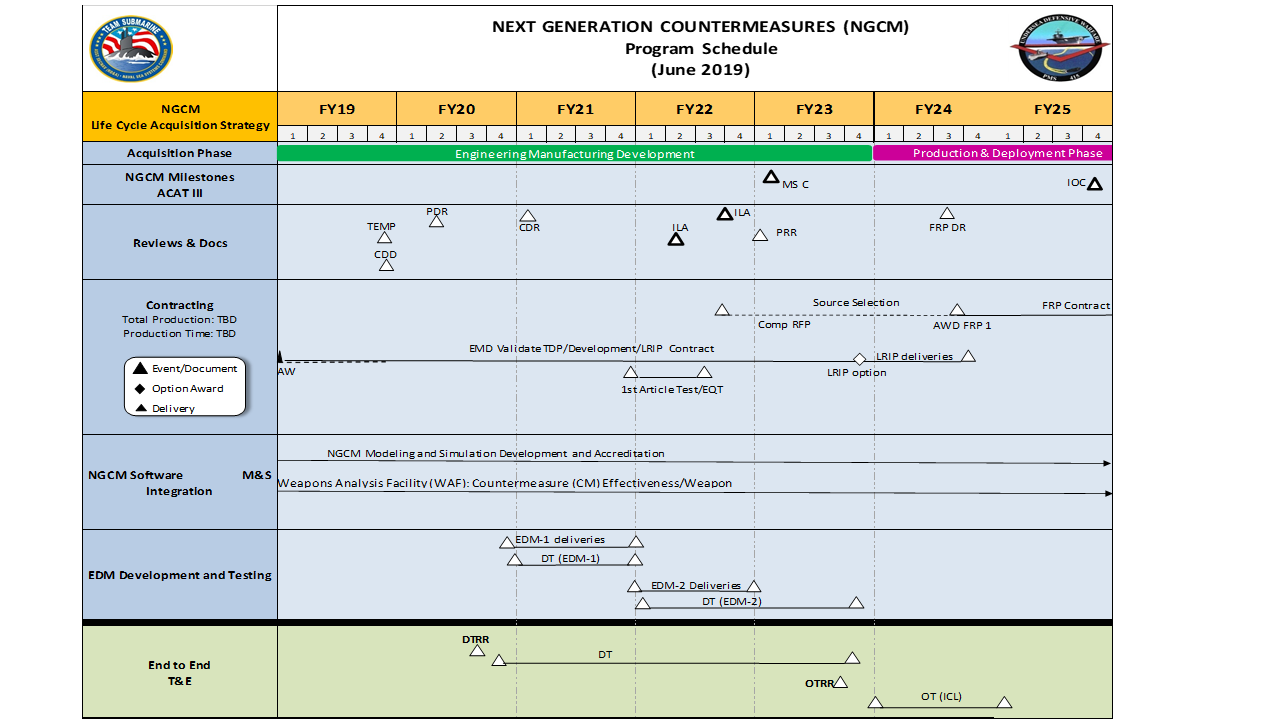 TEAM SUBMARINE
NEXT GENERATION COUNTERMEASURES (NGCM)
Program Schedule
(June 2019)
UNDERSEA DEFENSIVE WARFARE
PMS 415
NGCM
Life Cycle Acquisition Strategy
FY19 FY20 FY21 FY22 FY23 FY24 FY25
1 2 3 4 1 2 3 4 1 2 3 4 1 2 3 4 1 2 3 4 1 2 3 4 1 2 3 4
Acquisition Phase
Engineering Manufacturing Development
Production & Deployment Phase
NGCM Milestones
ACAT III
MS C
IOC
Reviews & Docs
TEMP
CDD
PDR
CDR
ILA
ILA
PRR
FRP DR
Contracting
Total Production: TBD
Production Time: TBD
Event/Document
Option Award
Delivery
Source Selection
FRP Contract
Comp RFP
AWD FRP 1
EMD Validate TDP/Development/LRIP Contract
AW
LRIP deliveries
LRIP option
1st Article Test/EQT
NGCM Software M&S
Integration
NGCM Modeling and Simulation Development and Accreditation
Weapons Analysis Facility (WAF): Countermeasure (CM) Effectiveness/Weapon
EDM Development and Testing
EDM-1 deliveries
DT (EDM-1)
EDM-2 Deliveries
DT (EDM-2)
End to End
T&E
DTRR
DT
OTRR
OT (ICL)